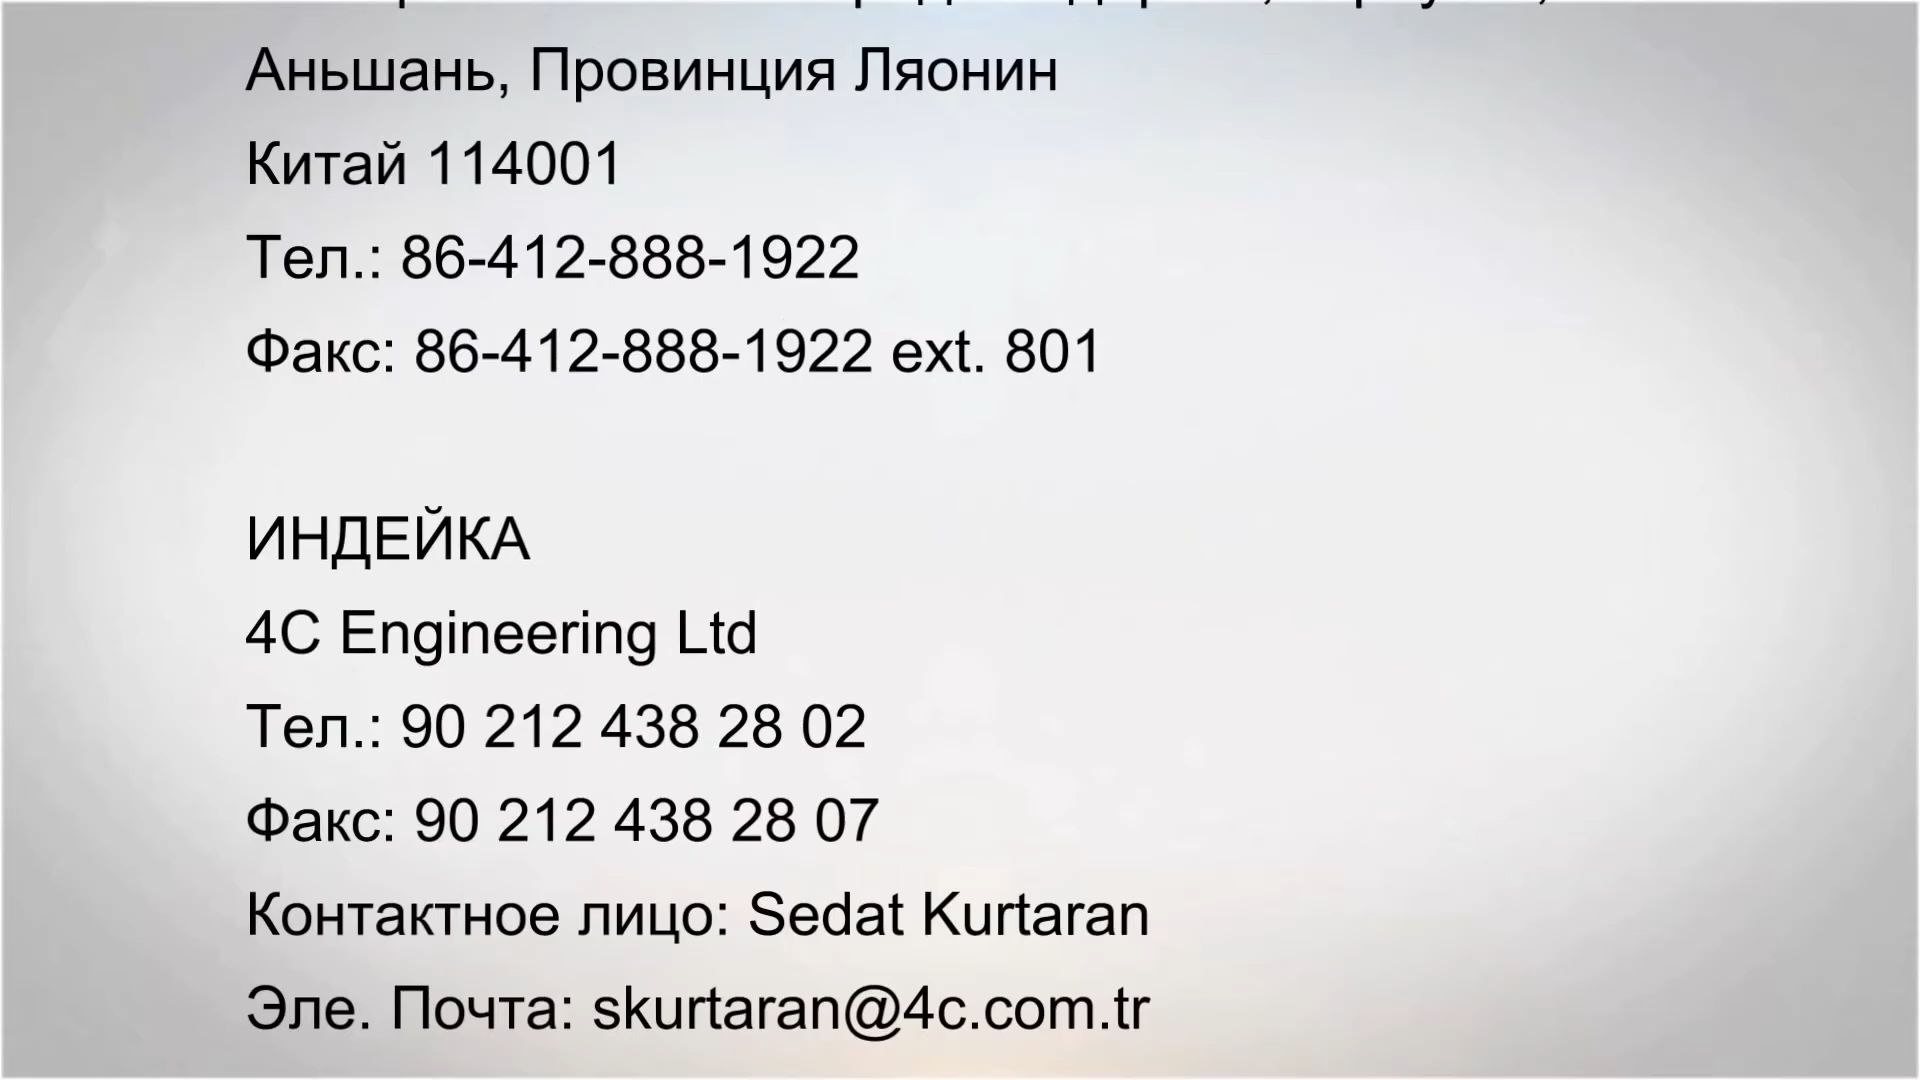 Аньшань, Провинция Ляонин
Китай 114001
Тел.: 86-412-888-1922
Факс: 86-412-888-1922 ext. 801
ИНДЕЙКА
4C Engineering Ltd
Тел.: 90 212 438 28 02
Факс: 90 212 438 28 07
Контактное лицо: Sedat Kurtaran
Эле. Почта: skurtaran@4c.com.tr